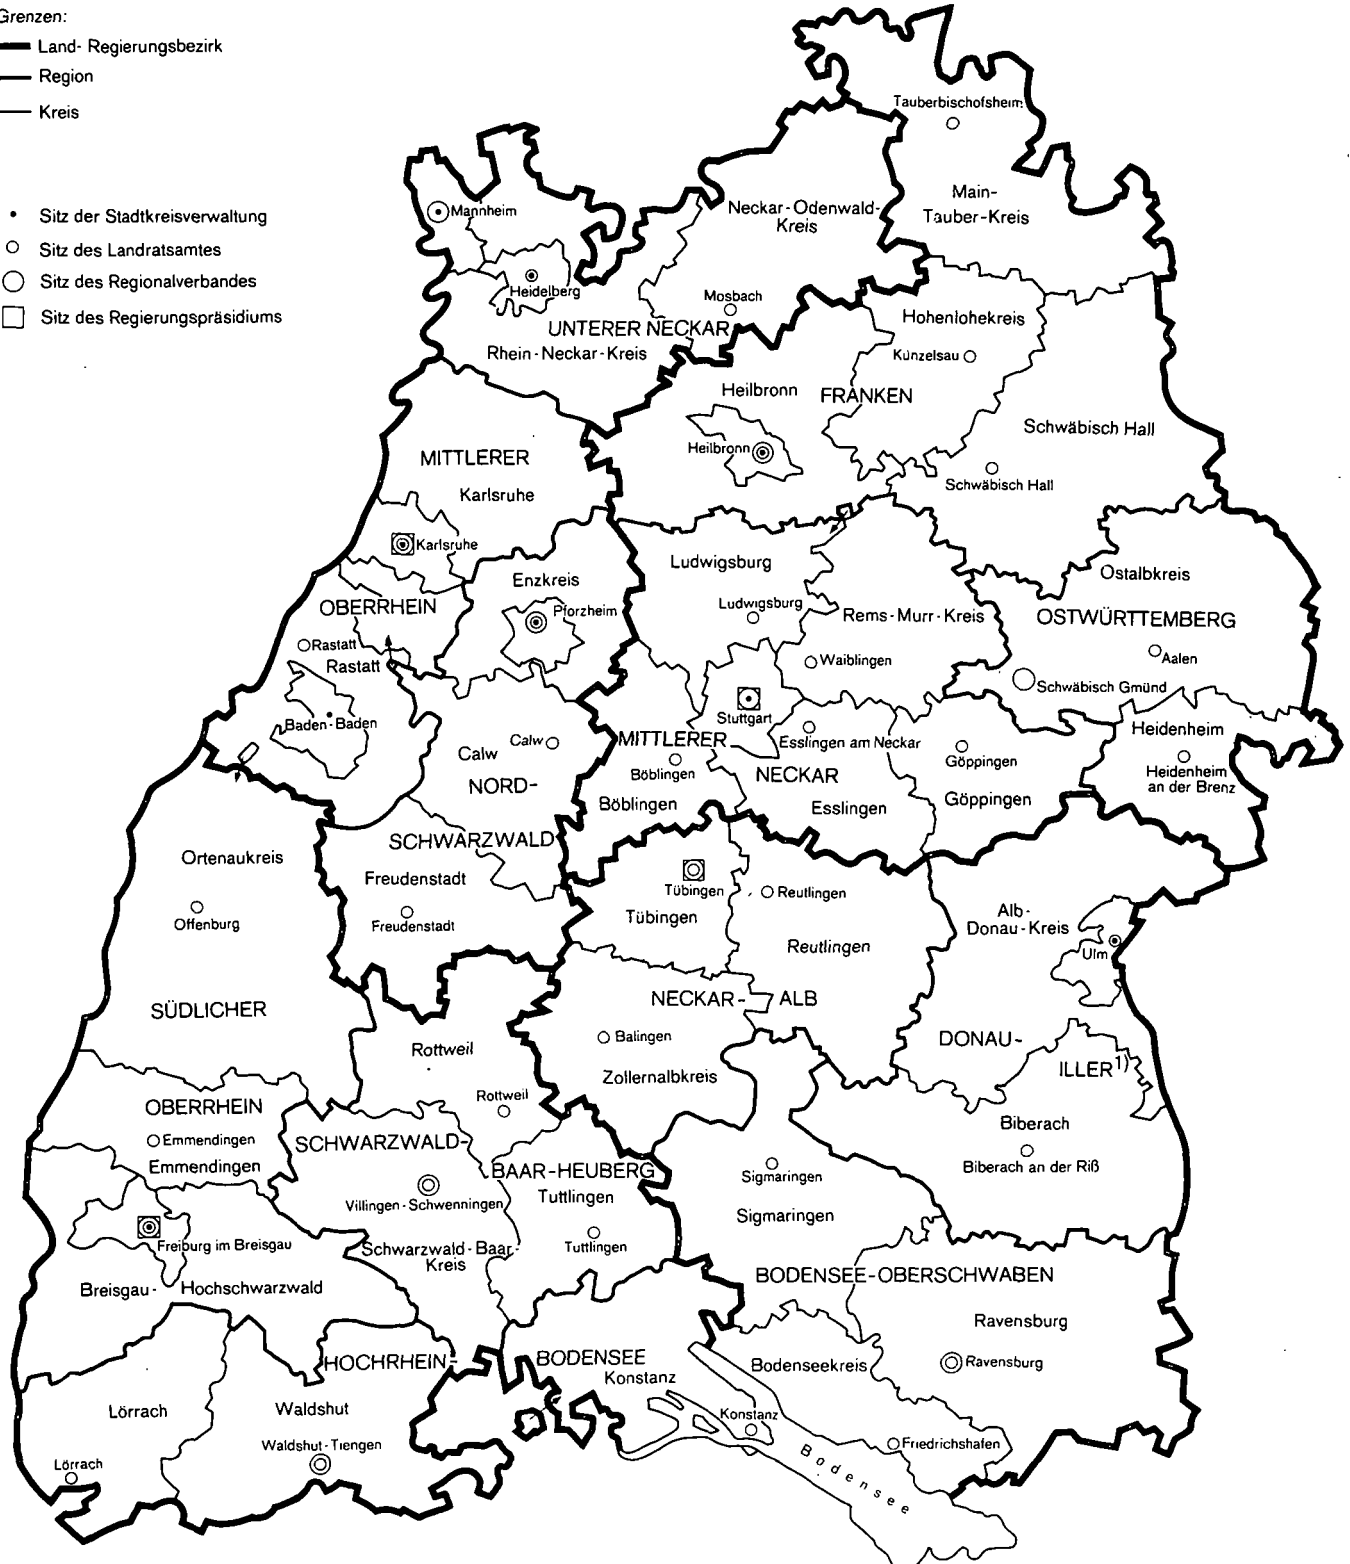 Grenzen:
Land- Regierungsbezirk
Region
Kreis
Sitz der Stadtkreisverwaltung
Sitz des Landratsamtes
Sitz des Regionalverbandes
Sitz des Regierungspräsidiums
Tauberbischofsheim
Main-
Tauber-Kreis
Mannheim
Neckar-Odenwald-
Kreis
Heidelberg
Mosbach
UNTERER NECKAR
Rhein-Neckar-Kreis
Hohenlohekreis
Künzelsau
Heilbronn
FRANKEN
Heilbronn
Schwäbisch Hall
Schwäbisch Hall
MITTLERER
Karlsruhe
Karlsruhe
Enzkreis
Pforzheim
OBERRHEIN
Rastatt
Rastatt
Baden-Baden
Ludwigsburg
Ludwigsburg
Rems-Murr-Kreis
Waiblingen
Ostalbkreis
OSTWÜRTTEMBERG
Aalen
Schwäbisch Gmünd
Stuttgart
Calw
Calw
NORD-
MITTLERER
Böblingen
Böblingen
Esslingen am Neckar
NECKAR
Esslingen
Göppingen
Göppingen
Heidenheim
Heidenheim
an der Brenz
SCHWARZWALD
Freudenstadt
Freudenstadt
Ortenaukreis
Offenburg
Tübingen
Tübingen
Reutlingen
Reutlingen
Alb-
Donau-Kreis
Ulm
SÜDLICHER
NECKAR-
ALB
Balingen
Zollernalbkreis
DONAU-
ILLER1)
Rottweil
Rottweil
OBERRHEIN
Emmendingen
Emmendingen
SCHWARZWALD-
BAAR-HEUBERG
Villingen-Schwenningen
Tuttlingen
Tuttlingen
Biberach
Biberach an der Riß
Sigmaringen
Sigmaringen
Freiburg im Breisgau
Schwarzwald-Baar-
Kreis
Breisgau-
Hochschwarzwald
BODENSEE-OBERSCHWABEN
Ravensburg
Ravensburg
HOCHRHEIN-
BODENSEE
Konstanz
Konstanz
Bodenseekreis
Friedrichshafen
Lörrach
Lörrach
Waldshut
Waldshut-Tiengen
Bodensee